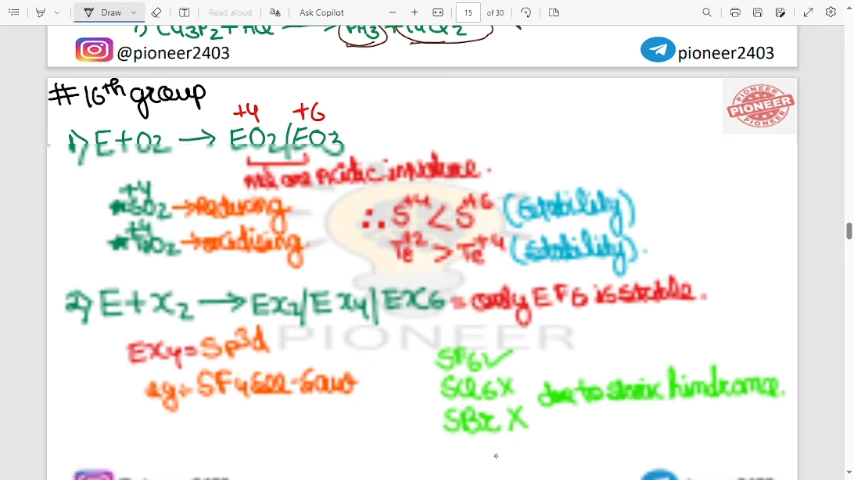 Draw Read aloud Ask Copilot 15 of 30
@pioneer2403 pioneer2403
#16th group
PIONEER
+4 +6
1) E+O2 → EO2/EO3
All are Acidic in Nature.
+4
*SO2 → Reducing
∴ S+4 < S+6 (Stability)
+4
*TeO2 → oxidising
Te+2 > Te+4 (Stability).
2) E + X2 → EX2/EX4/EX6 = only EF6 is stable.
PIONEER
EX4 = Sp3d
eg:- SF4 See-Saw
SF6 ✓
SCl6 X
SBr X
due to steric hindrance.